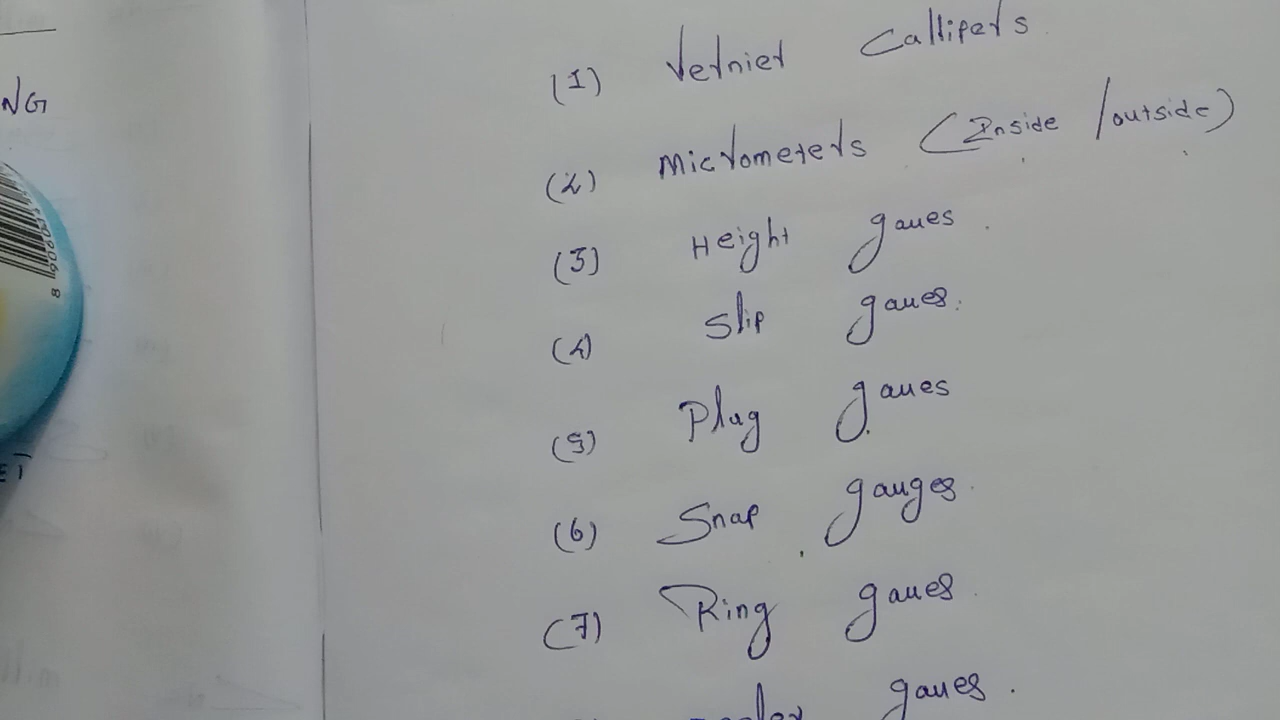 NG
(1) Vernier Callipers
(2) Micrometers (Inside /outside)
(3) Height gaues.
(4) Slip gaues.
(5) Plug gaues
(6) Snap gauges.
(7) Ring gaues.
gaues.